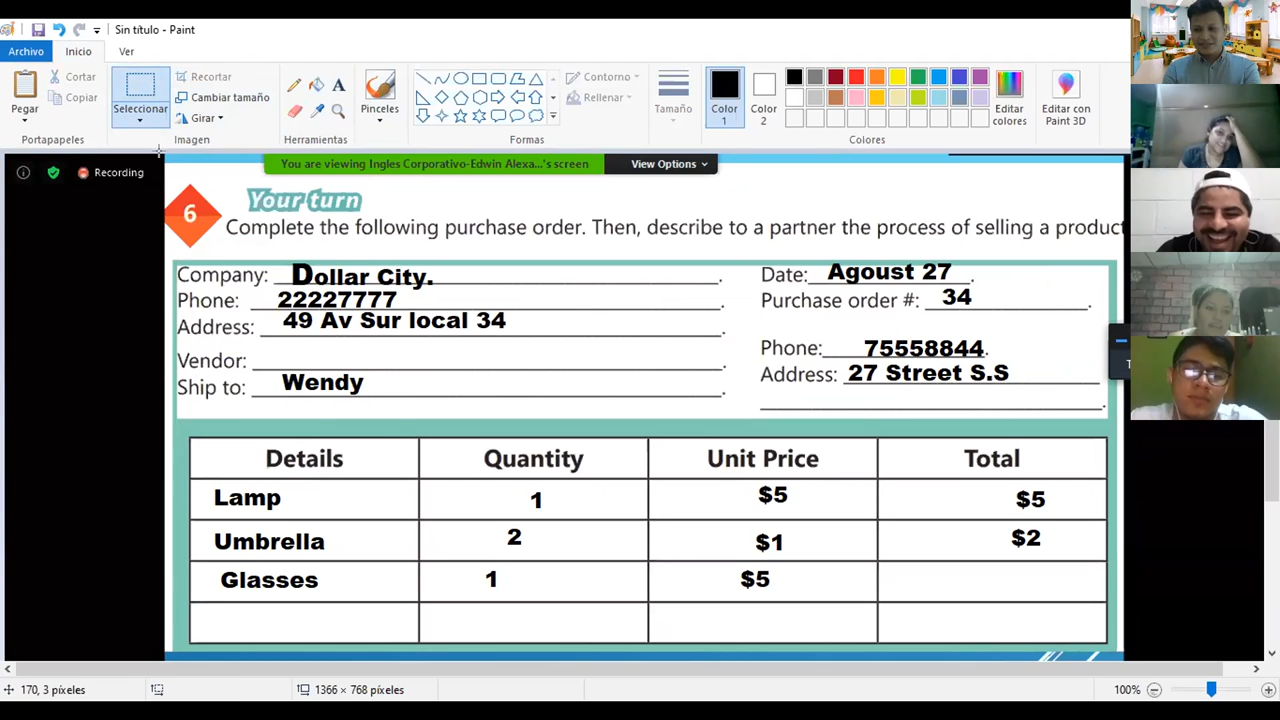 Sin título - Paint
Archivo Inicio Ver
Pegar
Cortar
Copiar
Portapapeles
Seleccionar
Recortar
Cambiar tamaño
Girar
Imagen
Herramientas
Pinceles
Contorno
Rellenar
Formas
Tamaño
Color 1
Color 2
Editar colores
Colores
Editar con Paint 3D
Recording
You are viewing Ingles Corporativo-Edwin Alexa...'s screen View Options
6 Your turn
Complete the following purchase order. Then, describe to a partner the process of selling a product
Company: Dollar City.
Phone: 22227777
Address: 49 Av Sur local 34
Vendor:
Ship to: Wendy
Date: Agoust 27
Purchase order #: 34
Phone: 75558844
Address: 27 Street S.S
Details Quantity Unit Price Total
Lamp 1 $5 $5
Umbrella 2 $1 $2
Glasses 1 $5
170, 3 píxeles 1366 × 768 píxeles 100%